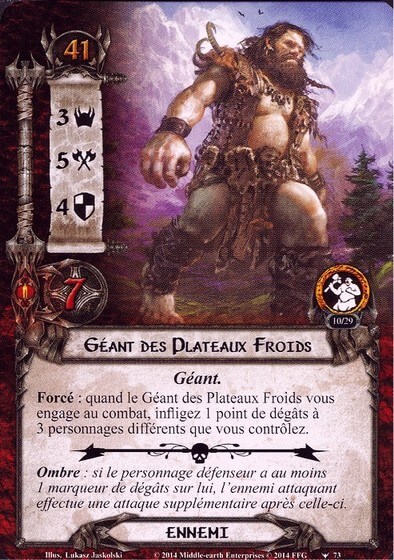 41
3
5
4
7
10/29
Géant des Plateaux Froids
Géant.
Forcé : quand le Géant des Plateaux Froids vous
engage au combat, infligez 1 point de dégâts à
3 personnages différents que vous contrôlez.
Ombre : si le personnage défenseur a au moins
1 marqueur de dégâts sur lui, l'ennemi attaquant
effectue une attaque supplémentaire après celle-ci.
ENNEMI
Illus. Lukasz Jaskolski © 2014 Middle-earth Enterprises © 2014 FFG 73